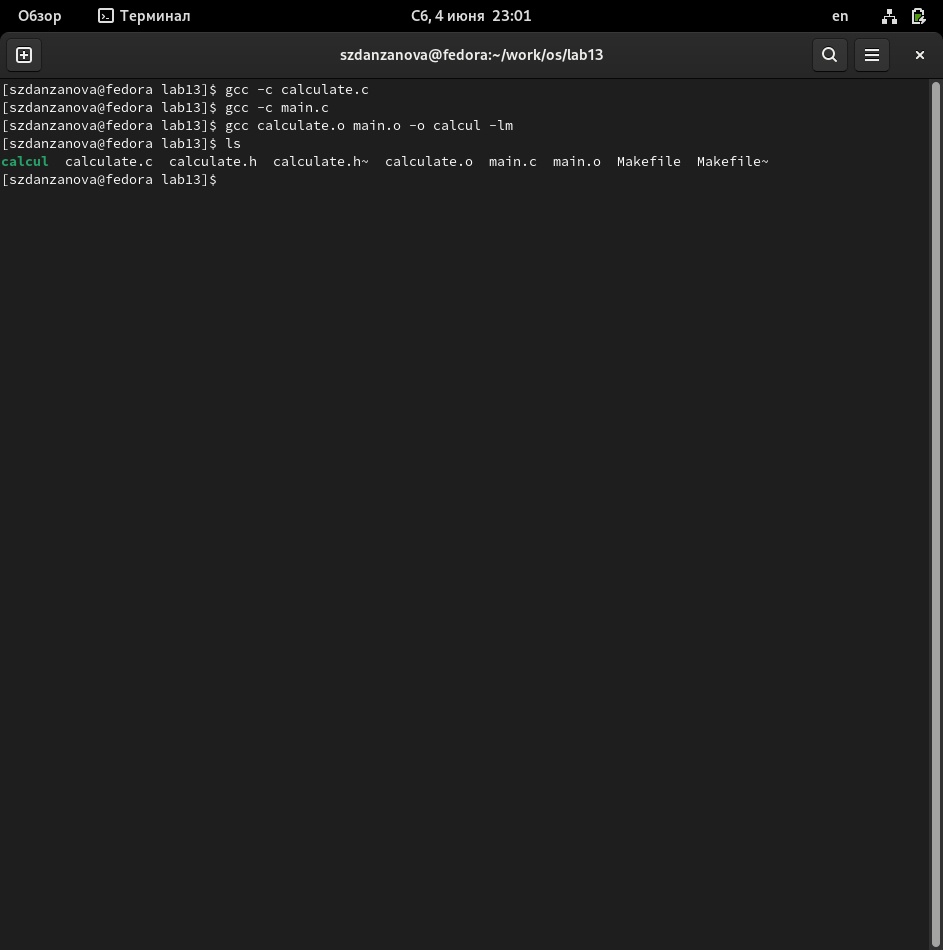 Обзор Терминал Сб, 4 июня 23:01 en
szdanzanova@fedora:~/work/os/lab13
[szdanzanova@fedora lab13]$ gcc -c calculate.c
[szdanzanova@fedora lab13]$ gcc -c main.c
[szdanzanova@fedora lab13]$ gcc calculate.o main.o -o calcul -lm
[szdanzanova@fedora lab13]$ ls
calcul calculate.c calculate.h calculate.h~ calculate.o main.c main.o Makefile Makefile~
[szdanzanova@fedora lab13]$